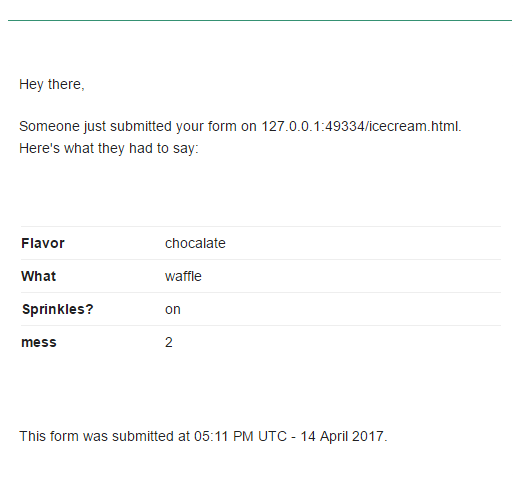 Hey there,
Someone just submitted your form on 127.0.0.1:49334/icecream.html.
Here's what they had to say:
Flavor chocalate
What waffle
Sprinkles? on
mess 2
This form was submitted at 05:11 PM UTC - 14 April 2017.